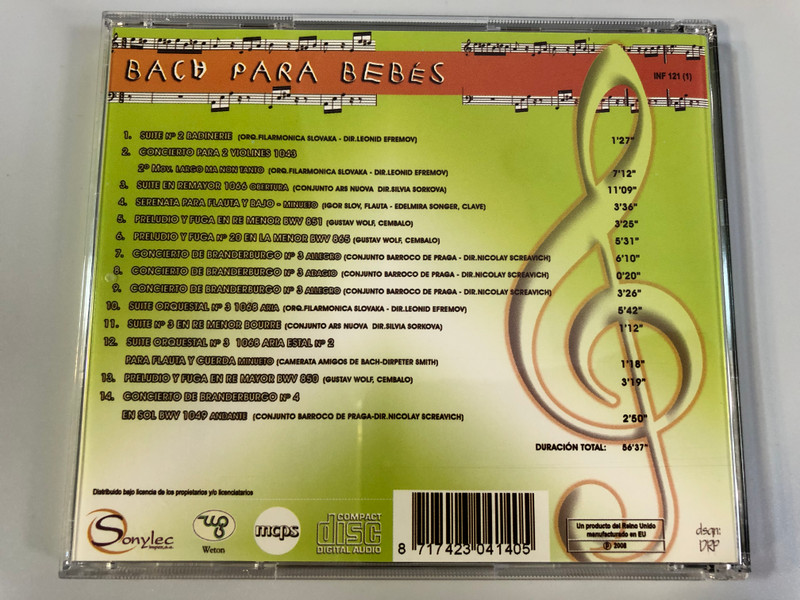 BACH PARA BEBÉS
INF 121 (1)
1. SUITE Nº 2 BADINERIE (ORQ.FILARMONICA SLOVAKA - DIR.LEONID EFREMOV) 1'27"
2. CONCIERTO PARA 2 VIOLINES 1043
2º MOV. LARGO MA NON TANTO (ORQ.FILARMONICA SLOVAKA - DIR.LEONID EFREMOV) 7'12"
3. SUITE EN REMAYOR 1066 OBERTURA (CONJUNTO ARS NUOVA DIR.SILVIA SORKOVA) 11'09"
4. SERENATA PARA FLAUTA Y BAJO - MINUETO (IGOR SLOV, FLAUTA - EDELMIRA SONGER, CLAVE) 3'36"
5. PRELUDIO Y FUGA EN RE MENOR BWV 851 (GUSTAV WOLF, CEMBALO) 3'25"
6. PRELUDIO Y FUGA Nº 20 EN LA MENOR BWV 865 (GUSTAV WOLF, CEMBALO) 5'31"
7. CONCIERTO DE BRANDERBURGO Nº 3 ALLEGRO (CONJUNTO BARROCO DE PRAGA - DIR.NICOLAY SCREAVICH) 6'10"
8. CONCIERTO DE BRANDERBURGO Nº 3 ADAGIO (CONJUNTO BARROCO DE PRAGA - DIR.NICOLAY SCREAVICH) 0'20"
9. CONCIERTO DE BRANDERBURGO Nº 3 ALLEGRO (CONJUNTO BARROCO DE PRAGA - DIR.NICOLAY SCREAVICH) 3'26"
10. SUITE ORQUESTAL Nº 3 1068 ARIA (ORQ.FILARMONICA SLOVAKA - DIR.LEONID EFREMOV) 5'42"
11. SUITE Nº 3 EN RE MENOR BOURRE (CONJUNTO ARS NUOVA DIR.SILVIA SORKOVA) 1'12"
12. SUITE ORQUESTAL Nº 3 1068 ARIA ESTAL Nº 2
PARA FLAUTA Y CUERDA MINUETO (CAMERATA AMIGOS DE BACH-DIRPETER SMITH) 1'18"
13. PRELUDIO Y FUGA EN RE MAYOR BWV 850 (GUSTAV WOLF, CEMBALO) 3'19"
14. CONCIERTO DE BRANDERBURGO Nº 4
EN SOL BWV 1049 ANDANTE (CONJUNTO BARROCO DE PRAGA-DIR.NICOLAY SCREAVICH) 2'50"
DURACIÓN TOTAL: 56'37"
Distribuido bajo licencia de los propietarios y/o licenciatarios
Sonylec
Weton
mcps
COMPACT
disc
DIGITAL AUDIO
8 717423 041405
Un producto del Reino Unido
manufacturado en EU
℗ 2008
dsgn:
DRP